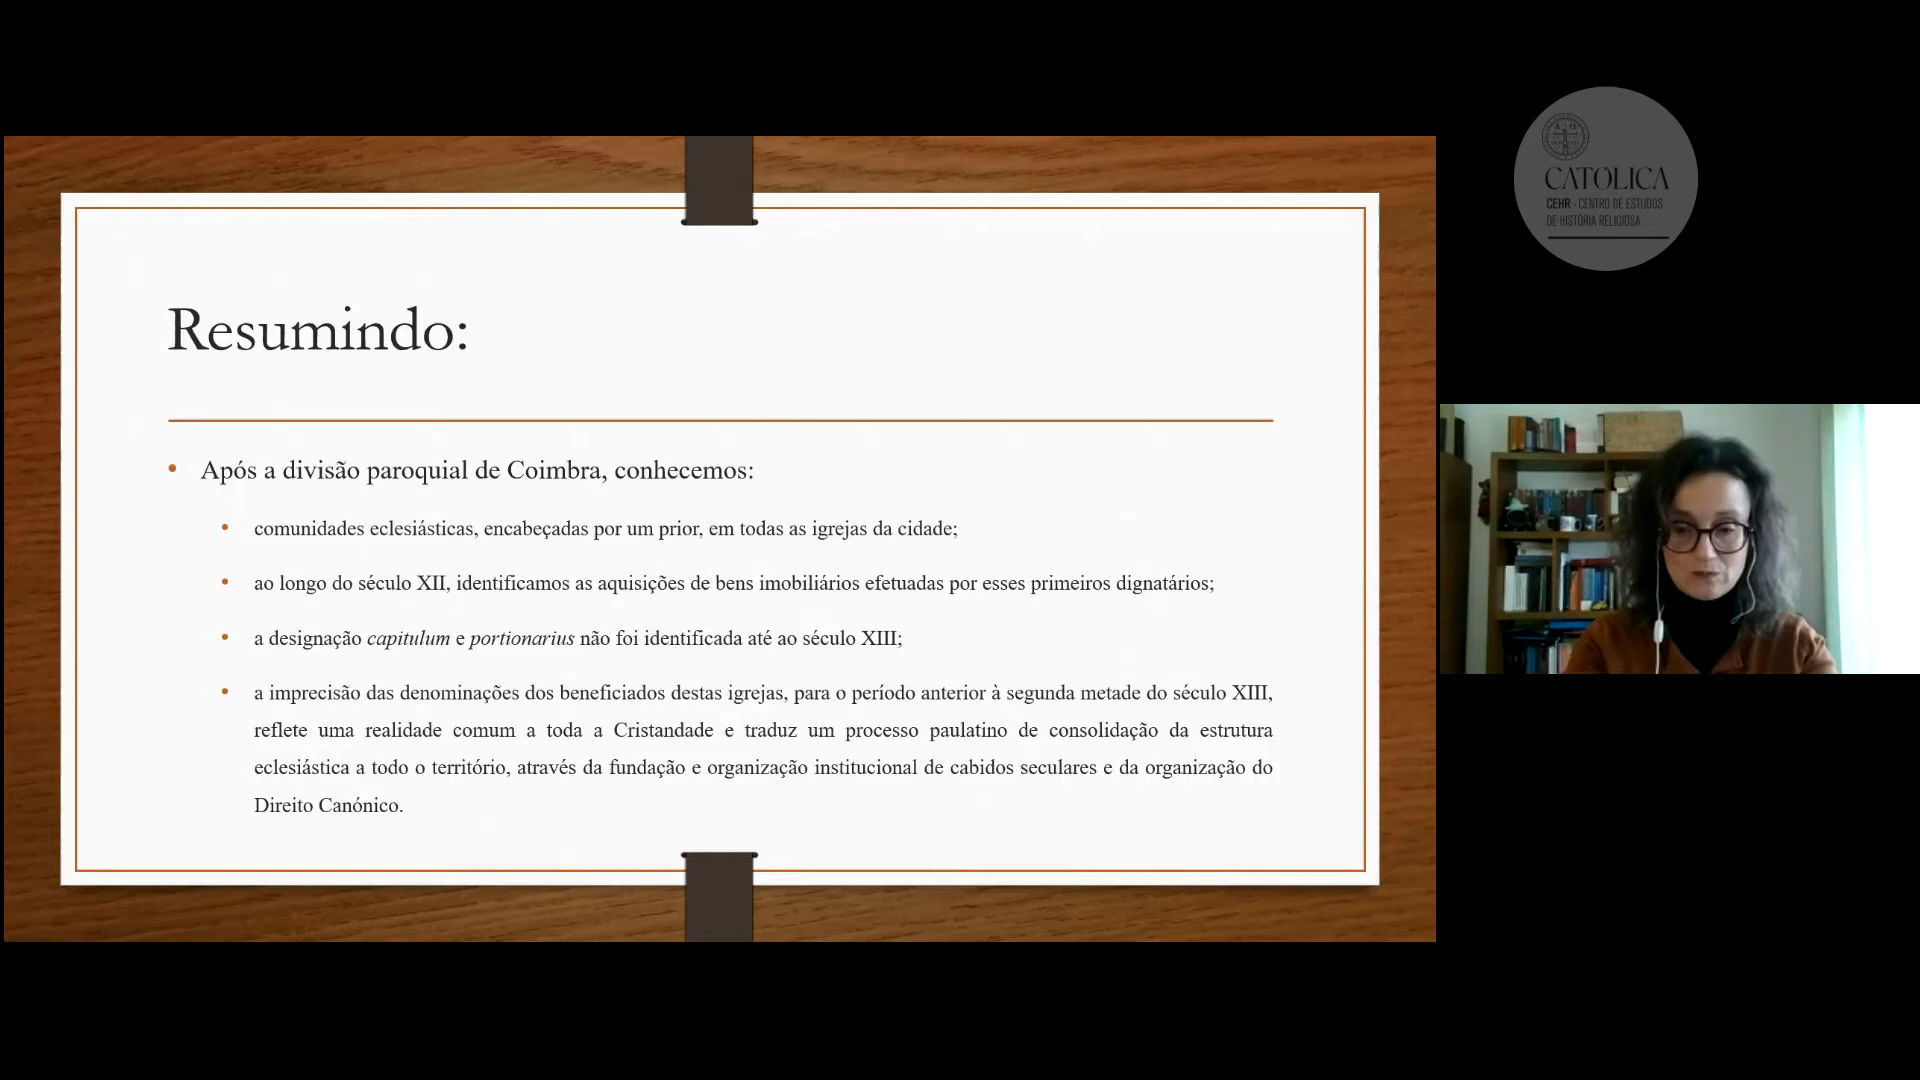 Resumindo:
• Após a divisão paroquial de Coimbra, conhecemos:
• comunidades eclesiásticas, encabeçadas por um prior, em todas as igrejas da cidade;
• ao longo do século XII, identificamos as aquisições de bens imobiliários efetuadas por esses primeiros dignatários;
• a designação capitulum e portionarius não foi identificada até ao século XIII;
• a imprecisão das denominações dos beneficiados destas igrejas, para o período anterior à segunda metade do século XIII,
reflete uma realidade comum a toda a Cristandade e traduz um processo paulatino de consolidação da estrutura
eclesiástica a todo o território, através da fundação e organização institucional de cabidos seculares e da organização do
Direito Canónico.
CATOLICA
CEHR - CENTRO DE ESTUDOS
DE HISTÓRIA RELIGIOSA